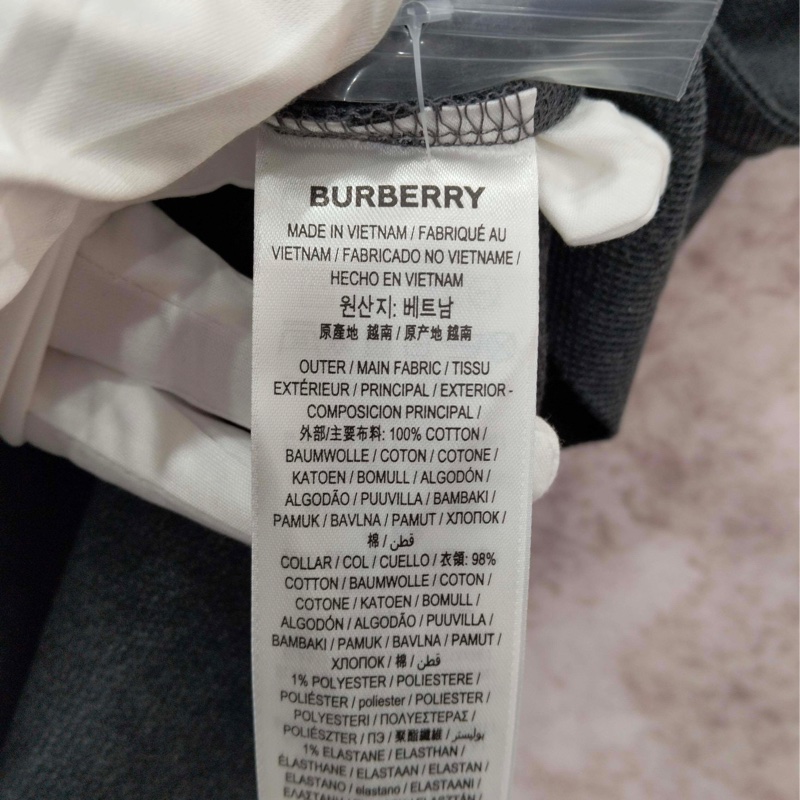 BURBERRY
MADE IN VIETNAM / FABRIQUÉ AU
VIETNAM / FABRICADO NO VIETNAME /
HECHO EN VIETNAM
원산지: 베트남
原產地 越南 / 原产地 越南
OUTER / MAIN FABRIC / TISSU
EXTÉRIEUR / PRINCIPAL / EXTERIOR -
COMPOSICION PRINCIPAL /
外部/主要布料: 100% COTTON /
BAUMWOLLE / COTON / COTONE /
KATOEN / BOMULL / ALGODÓN /
ALGODÃO / PUUVILLA / BAMBAKI /
PAMUK / BAVLNA / PAMUT / ХЛОПОК /
棉 / قطن
COLLAR / COL / CUELLO / 衣領: 98%
COTTON / BAUMWOLLE / COTON /
COTONE / KATOEN / BOMULL /
ALGODÓN / ALGODÃO / PUUVILLA /
BAMBAKI / PAMUK / BAVLNA / PAMUT /
ХЛОПОК / 棉 / قطن
1% POLYESTER / POLIESTERE /
POLIÉSTER / poliester / POLIESTER /
POLYESTERI / ΠΟΛΥΕΣΤΕΡΑΣ /
POLIÉSZTER / ПЭ / 聚酯纖維 / بوليستر /
1% ELASTANE / ELASTHAN /
ÉLASTHANE / ELASTAAN / ELASTAN /
ELASTANO / elastano / ELASTAANI /